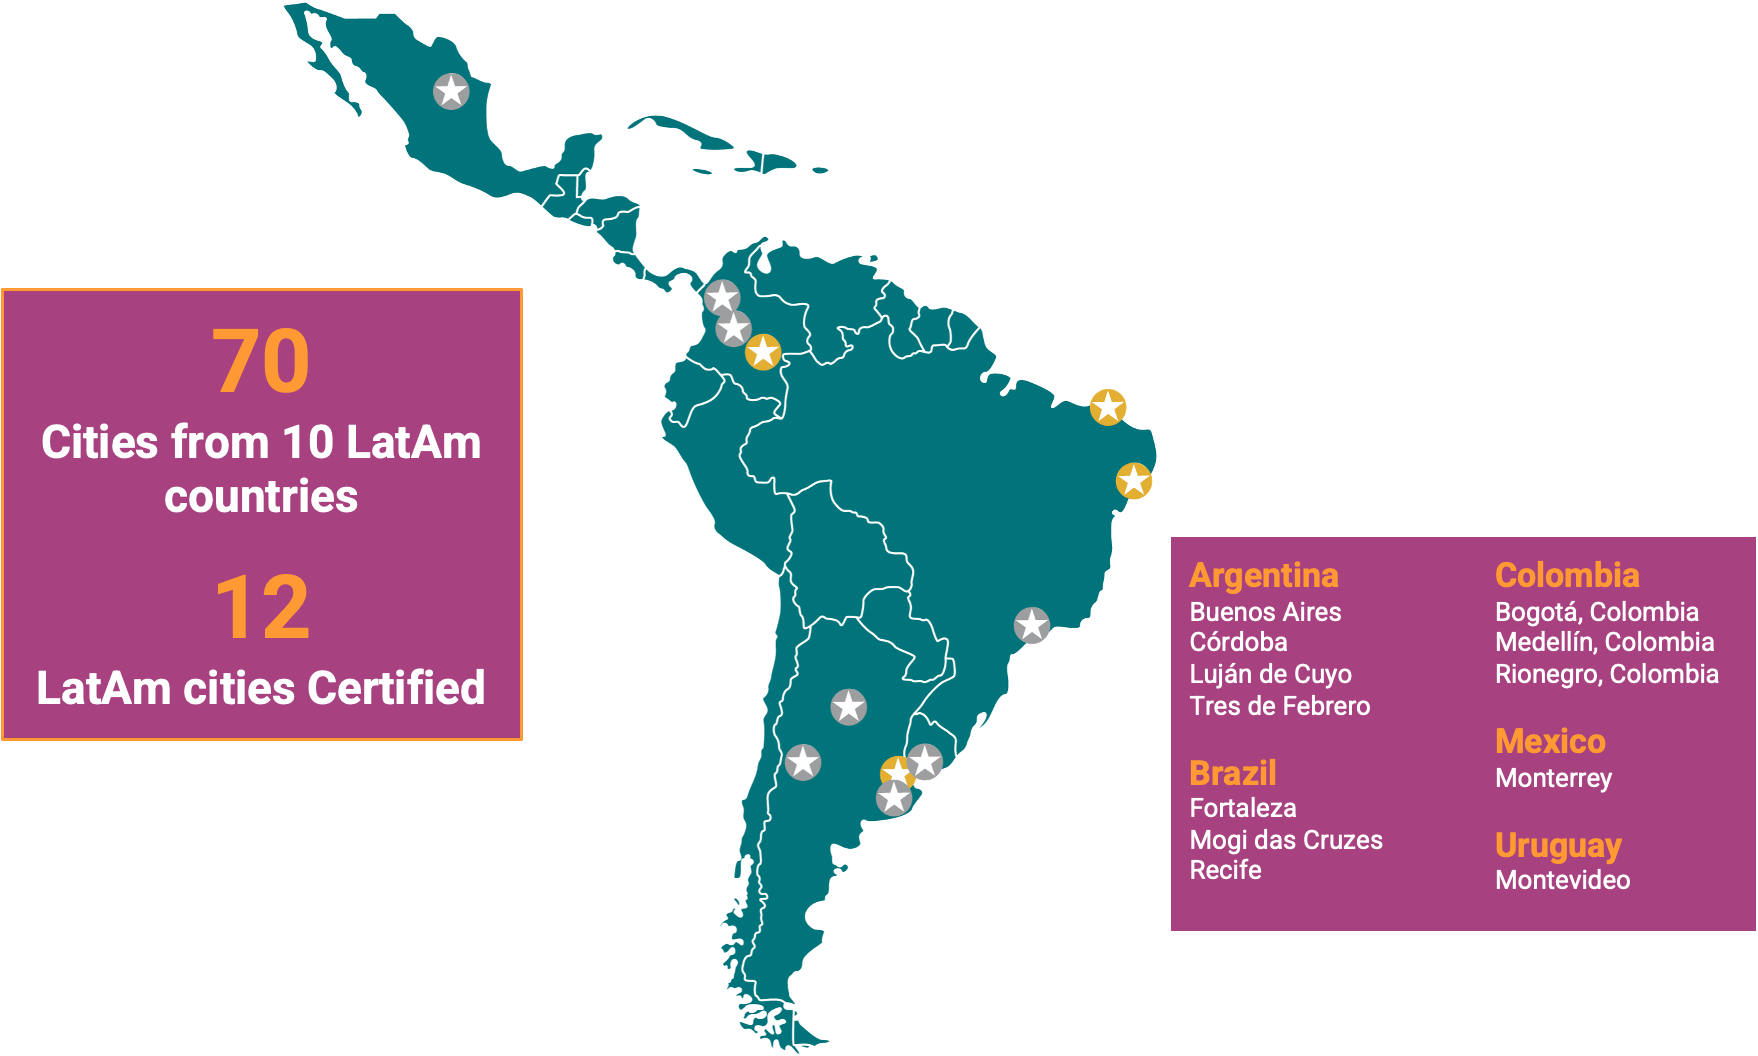 70
Cities from 10 LatAm
countries
12
LatAm cities Certified
Argentina
Buenos Aires
Córdoba
Luján de Cuyo
Tres de Febrero
Brazil
Fortaleza
Mogi das Cruzes
Recife
Colombia
Bogotá, Colombia
Medellín, Colombia
Rionegro, Colombia
Mexico
Monterrey
Uruguay
Montevideo